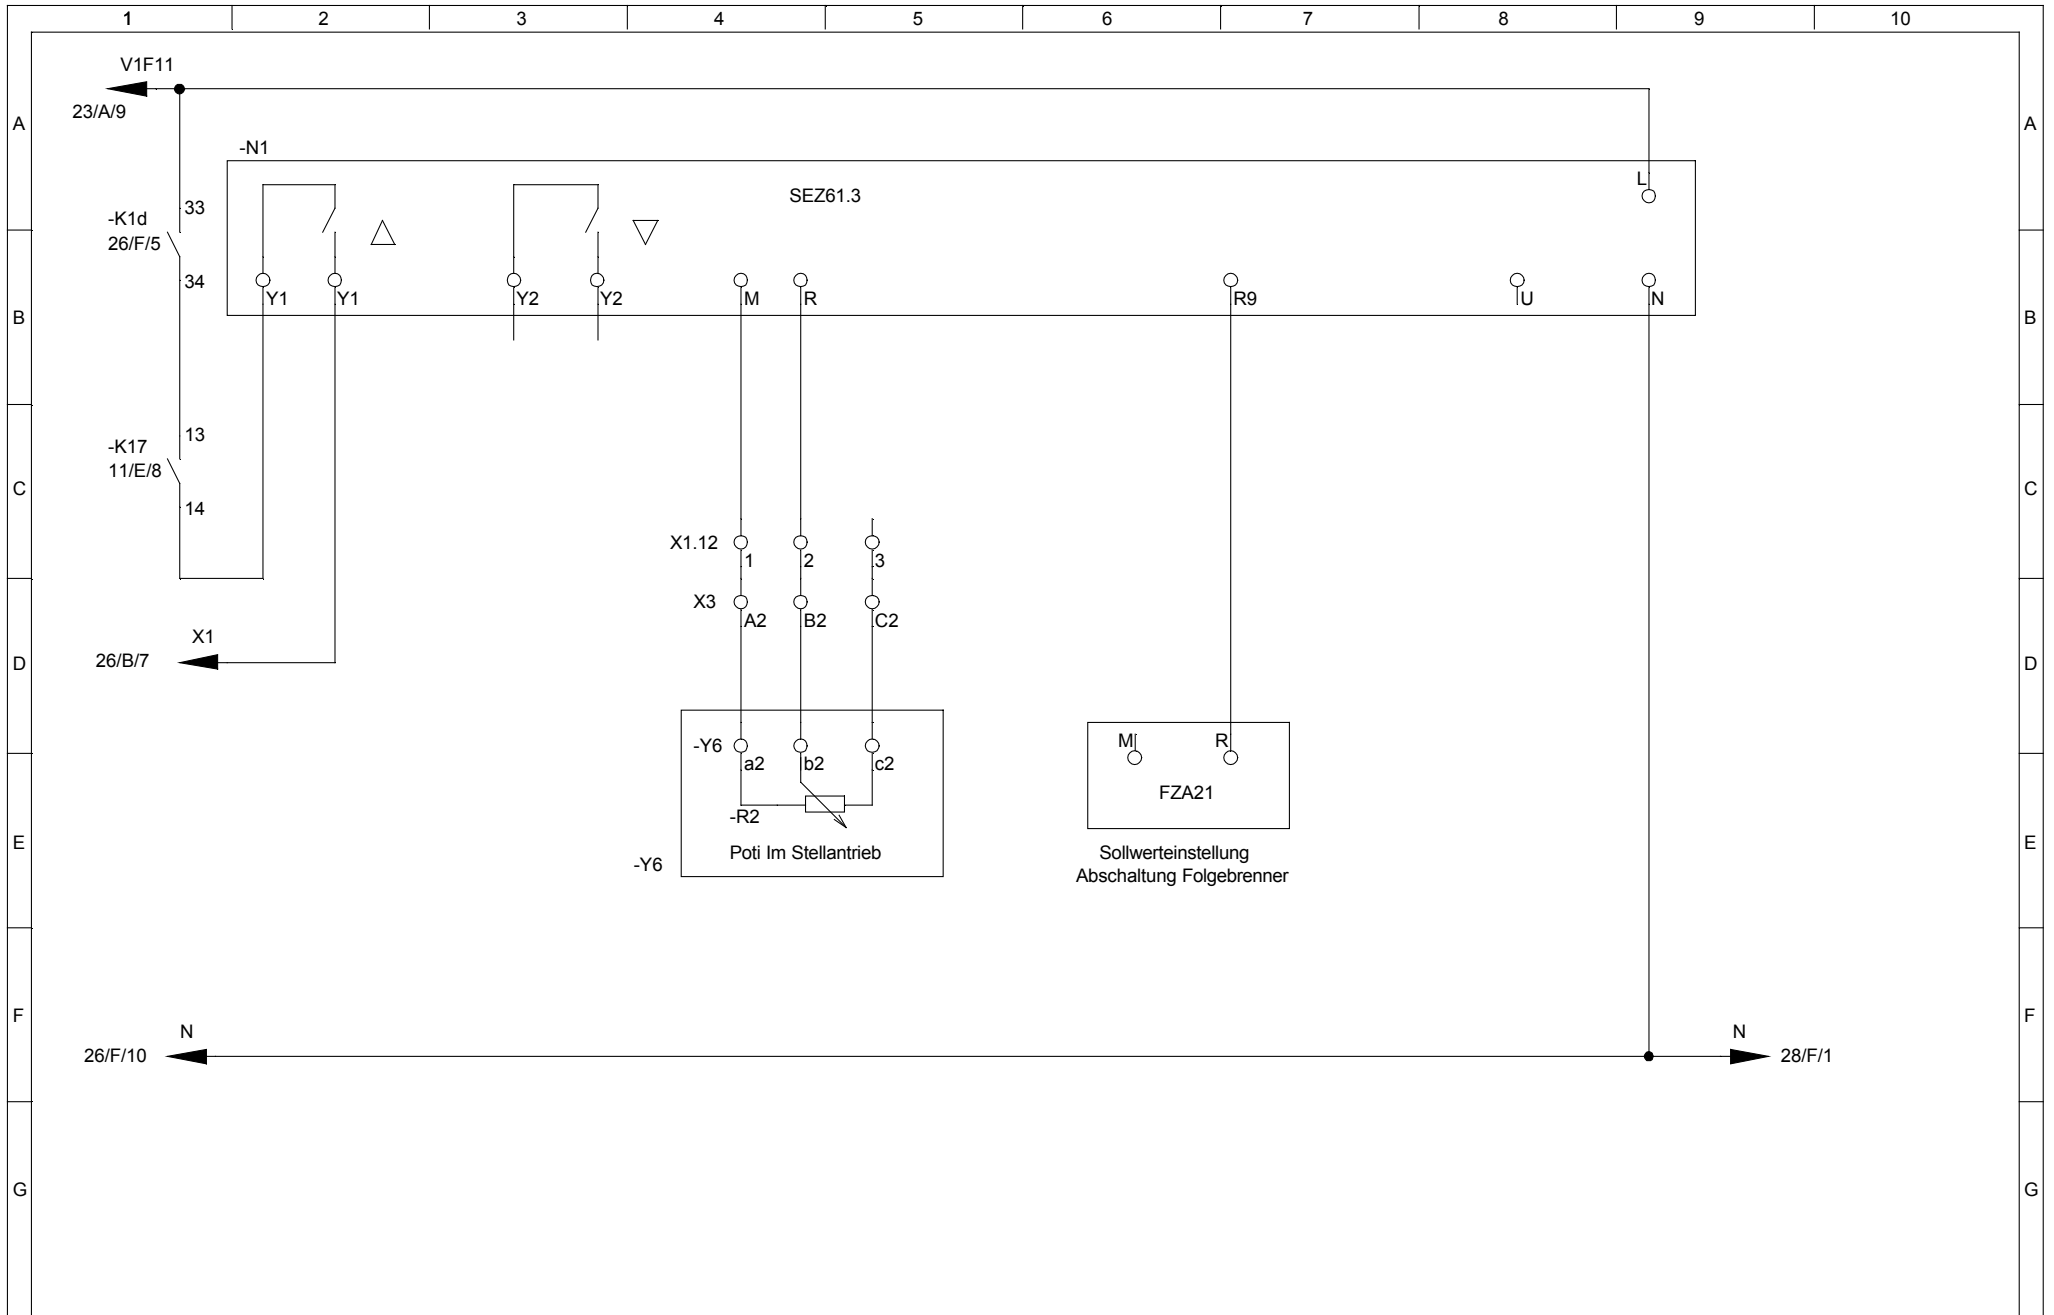 1 2 3 4 5 6 7 8 9 10
V1F11
23/A/9
A A
-N1
SEZ61.3
L
33
-K1d
26/F/5
34
Y1 Y1 Y2 Y2 M R R9 U N
B B
13
-K17
11/E/8
C C
14
X1.12
1 2 3
X3
A2 B2 C2
X1
26/B/7
D D
-Y6
a2 b2 c2
M R
FZA21
-R2
E E
Poti Im Stellantrieb
Sollwerteinstellung
-Y6
Abschaltung Folgebrenner
F F
N N
26/F/10 28/F/1
G G